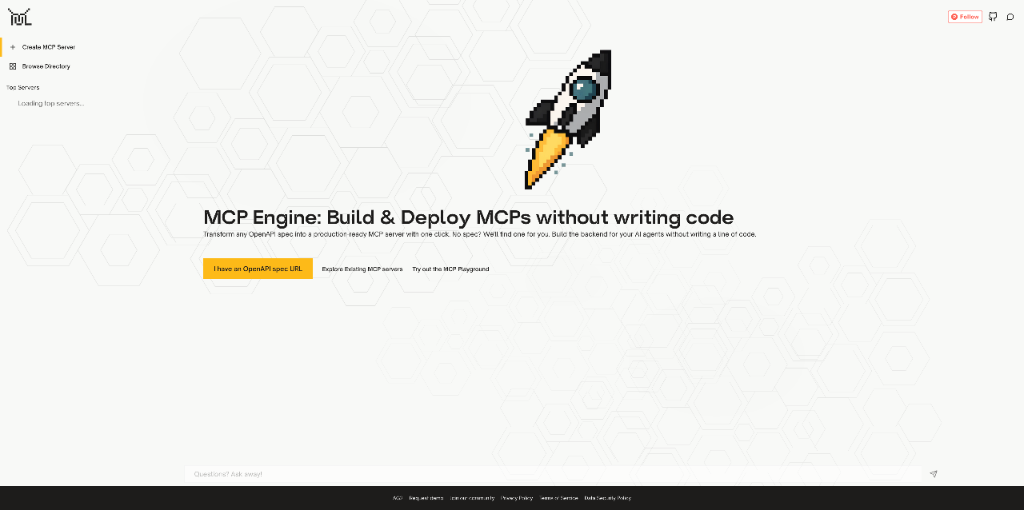 Follow
Create MCP Server
Browse Directory
Top Servers
Loading top servers...
MCP Engine: Build & Deploy MCPs without writing code
Transform any OpenAPI spec into a production-ready MCP server with one click. No spec? We'll find one for you. Build the backend for your AI agents without writing a line of code.
I have an OpenAPI spec URL
Explore Existing MCP servers
Try out the MCP Playground
Questions? Ask away!
Request demo
Join our community
Privacy Policy
Terms of Service
Data Security Policy